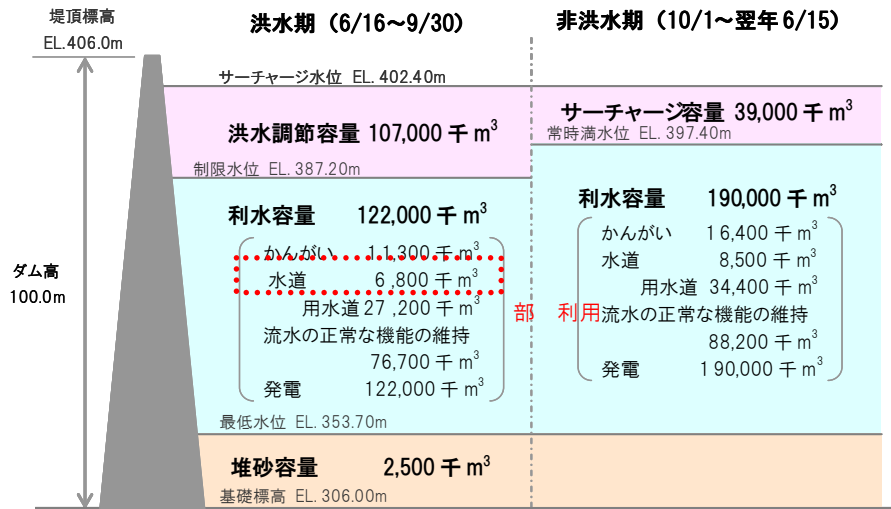 堤頂標高
EL.406.0m
洪水期（6/16～9/30）
非洪水期（10/1～翌年6/15）
サーチャージ水位 EL.402.40m
洪水調節容量 107,000 千 m³
サーチャージ容量 39,000 千 m³
常時満水位 EL.397.40m
制限水位 EL.387.20m
利水容量 122,000 千 m³
かんがい 11,300 千 m³
水道 6,800 千 m³
用水道 27,200 千 m³
流水の正常な機能の維持
76,700 千 m³
発電 122,000 千 m³
利水容量 190,000 千 m³
かんがい 16,400 千 m³
水道 8,500 千 m³
用水道 34,400 千 m³
部 利用
流水の正常な機能の維持
88,200 千 m³
発電 190,000 千 m³
ダム高
100.0m
最低水位 EL.353.70m
堆砂容量 2,500 千 m³
基礎標高 EL.306.00m